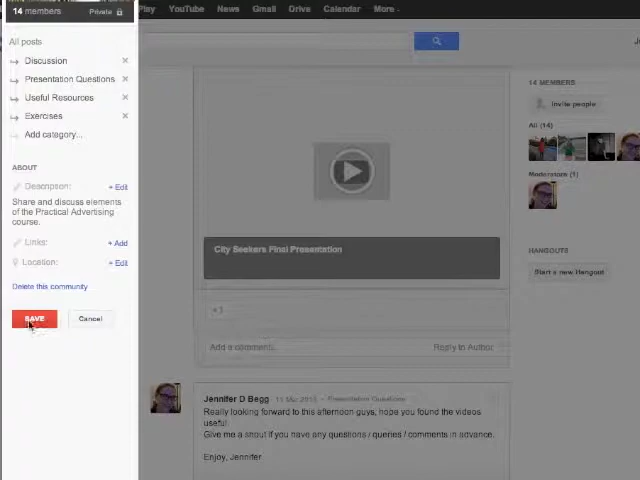 14 members Private
Play YouTube News Gmail Drive Calendar More
All posts
Discussion ×
Presentation Questions ×
Useful Resources ×
Exercises ×
Add category...
ABOUT
Description: + Edit
Share and discuss elements
of the Practical Advertising
course.
Links: + Add
Location: + Edit
Delete this community
SAVE Cancel
City Seekers Final Presentation
+1
Add a comment... Reply to Author
Jennifer D Begg 11 Mar 2013 • Presentation Questions
Really looking forward to this afternoon guys, hope you found the videos
useful!
Give me a shout if you have any questions / queries / comments in advance.
Enjoy, Jennifer
14 MEMBERS
Invite people
All (14)
Moderators (1)
HANGOUTS
Start a new Hangout